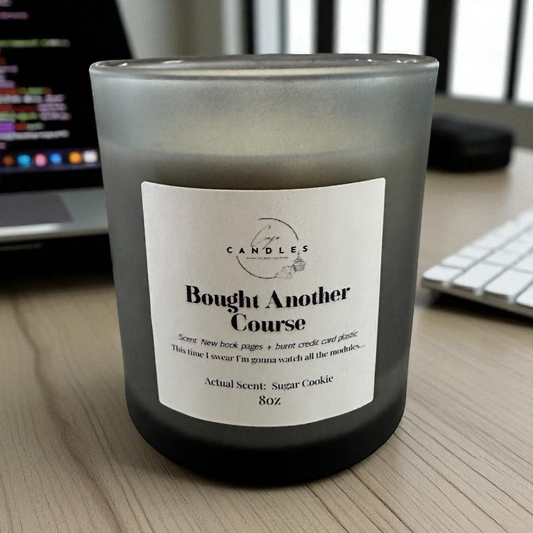 CANDLES
Bought Another
Course
Scent New book pages + burnt credit card plastic
This time I swear I'm gonna watch all the modules...
Actual Scent: Sugar Cookie
8oz